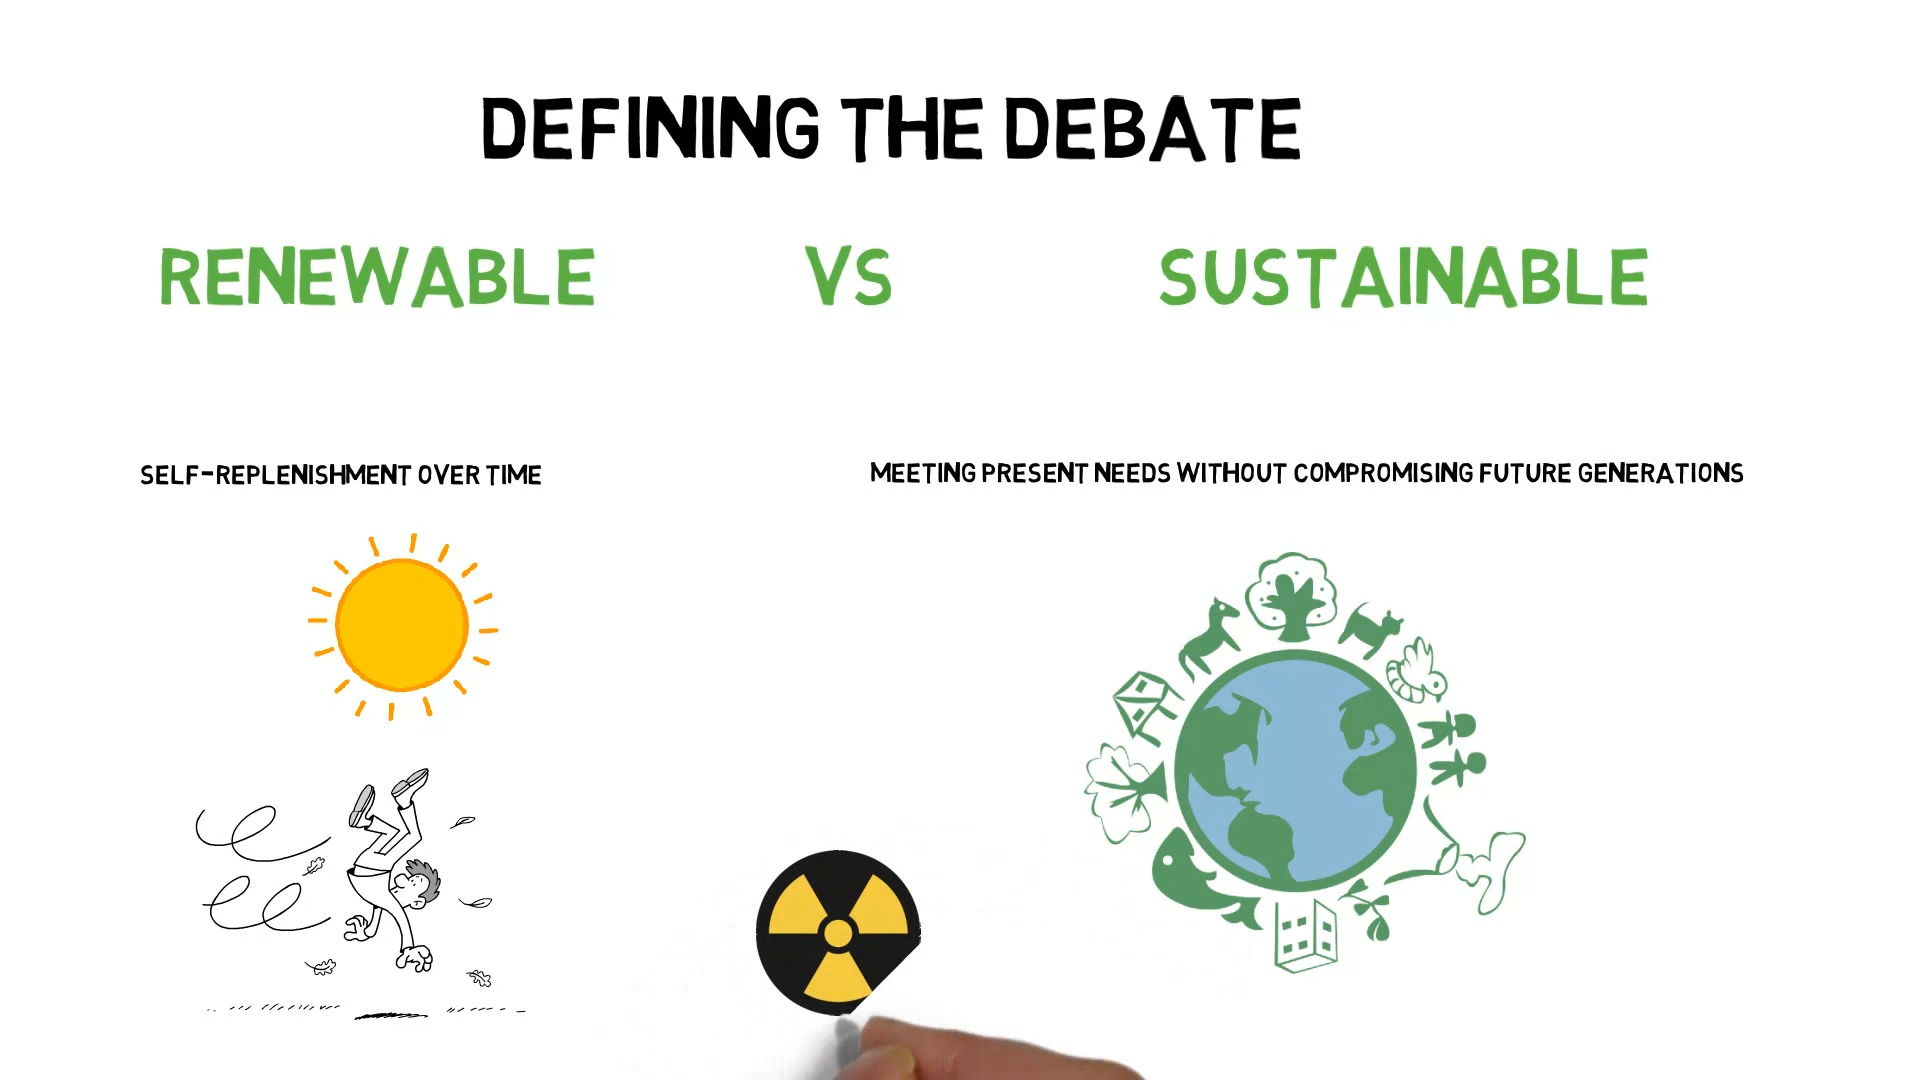 DEFINING THE DEBATE
RENEWABLE VS SUSTAINABLE
SELF-REPLENISHMENT OVER TIME
MEETING PRESENT NEEDS WITHOUT COMPROMISING FUTURE GENERATIONS